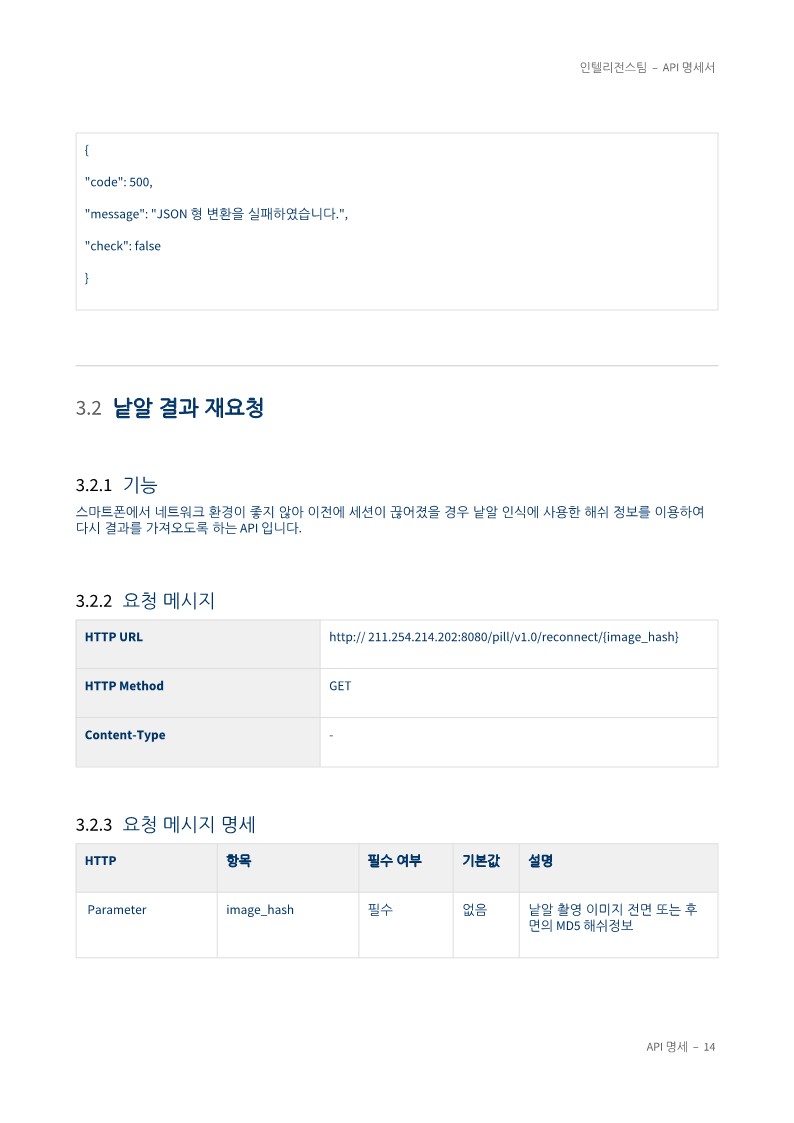 인텔리전스팀 – API 명세서
{
"code": 500,
"message": "JSON 형 변환을 실패하였습니다.",
"check": false
}
3.2 낱알 결과 재요청
3.2.1 기능
스마트폰에서 네트워크 환경이 좋지 않아 이전에 세션이 끊어졌을 경우 낱알 인식에 사용한 해쉬 정보를 이용하여
다시 결과를 가져오도록 하는 API 입니다.
3.2.2 요청 메시지
HTTP URL http:// 211.254.214.202:8080/pill/v1.0/reconnect/{image_hash}
HTTP Method GET
Content-Type -
3.2.3 요청 메시지 명세
HTTP 항목 필수 여부 기본값 설명
Parameter image_hash 필수 없음 낱알 촬영 이미지 전면 또는 후
면의 MD5 해쉬정보
API 명세 – 14